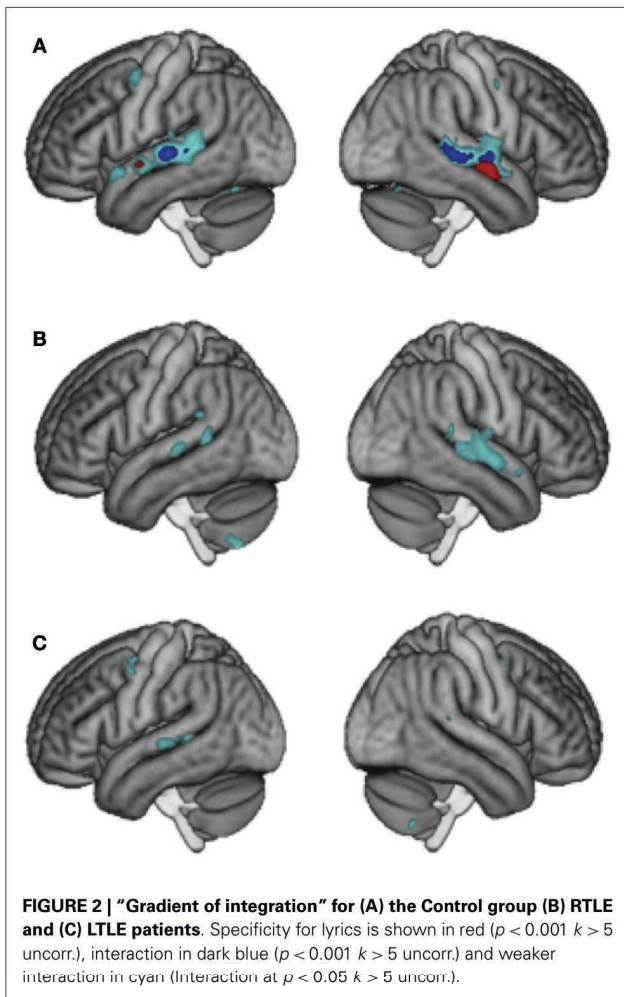 A
B
C
FIGURE 2 | “Gradient of integration” for (A) the Control group (B) RTLE
and (C) LTLE patients. Specificity for lyrics is shown in red (p < 0.001 k > 5
uncorr.), interaction in dark blue (p < 0.001 k > 5 uncorr.) and weaker
interaction in cyan (Interaction at p < 0.05 k > 5 uncorr.).